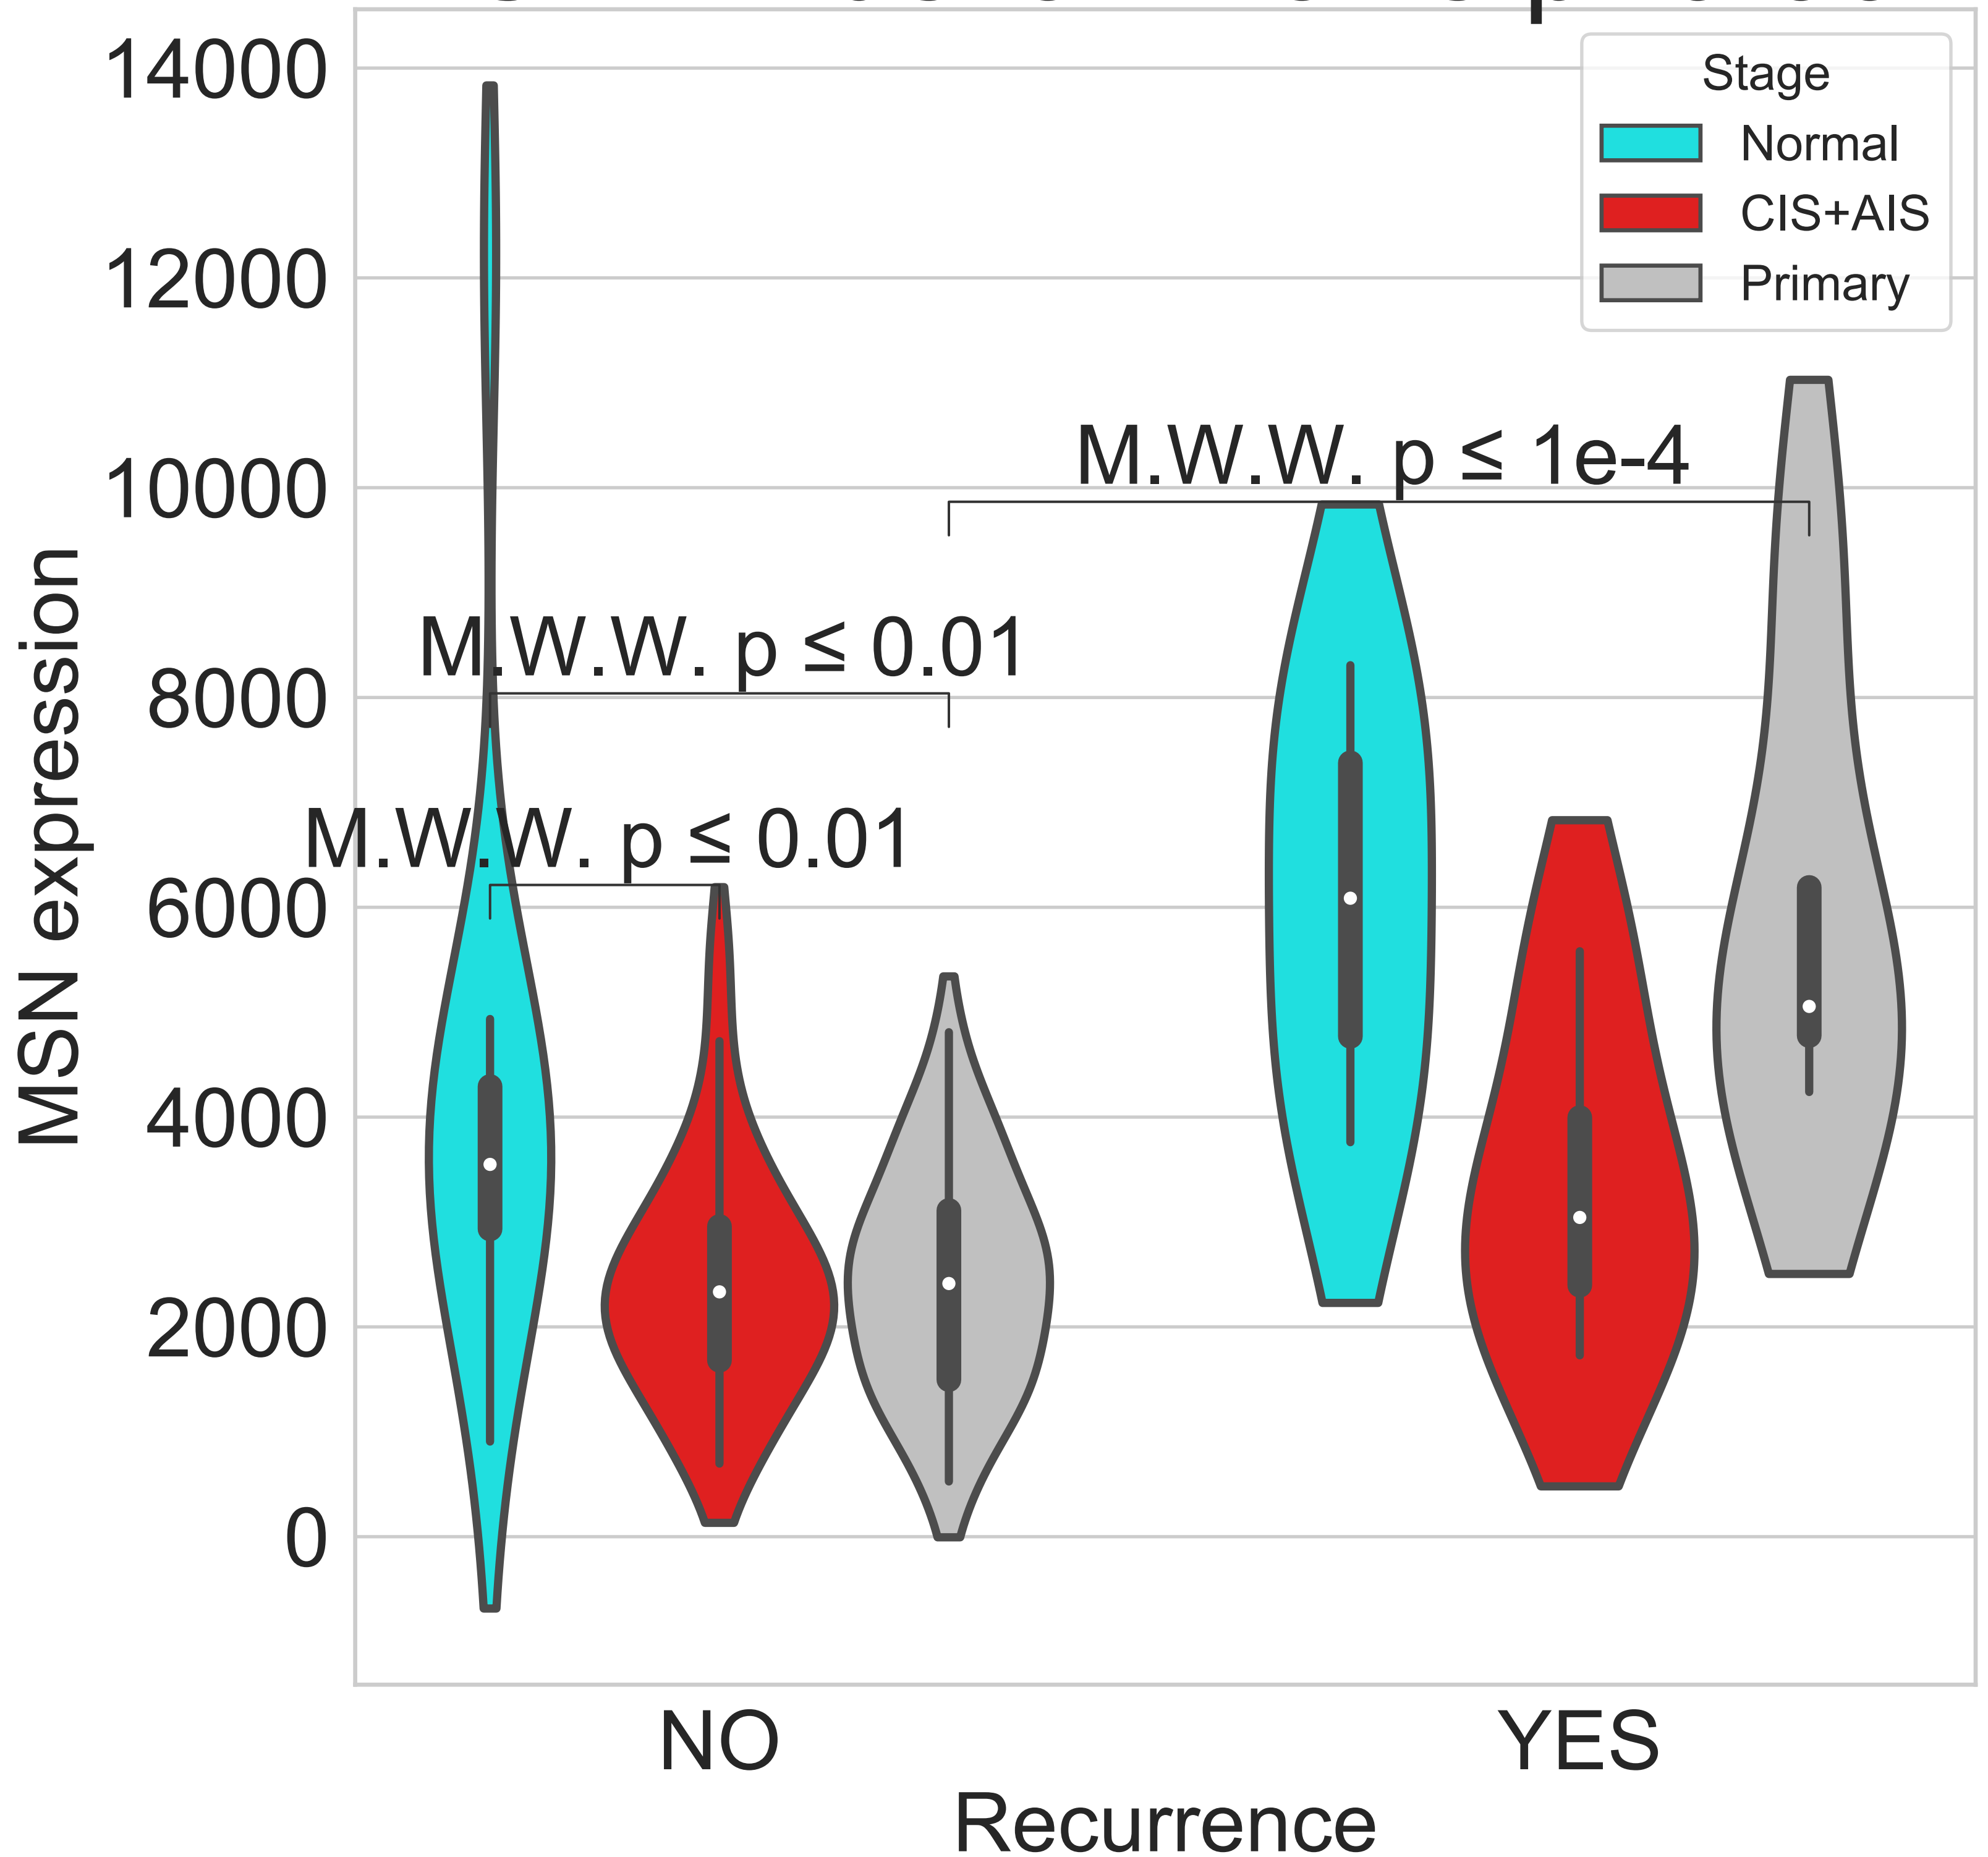 14000
12000
10000
8000
6000
4000
2000
0
MSN expression
Stage
Normal
CIS+AIS
Primary
M.W.W. p ≤ 1e-4
M.W.W. p ≤ 0.01
M.W.W. p ≤ 0.01
NO
YES
Recurrence